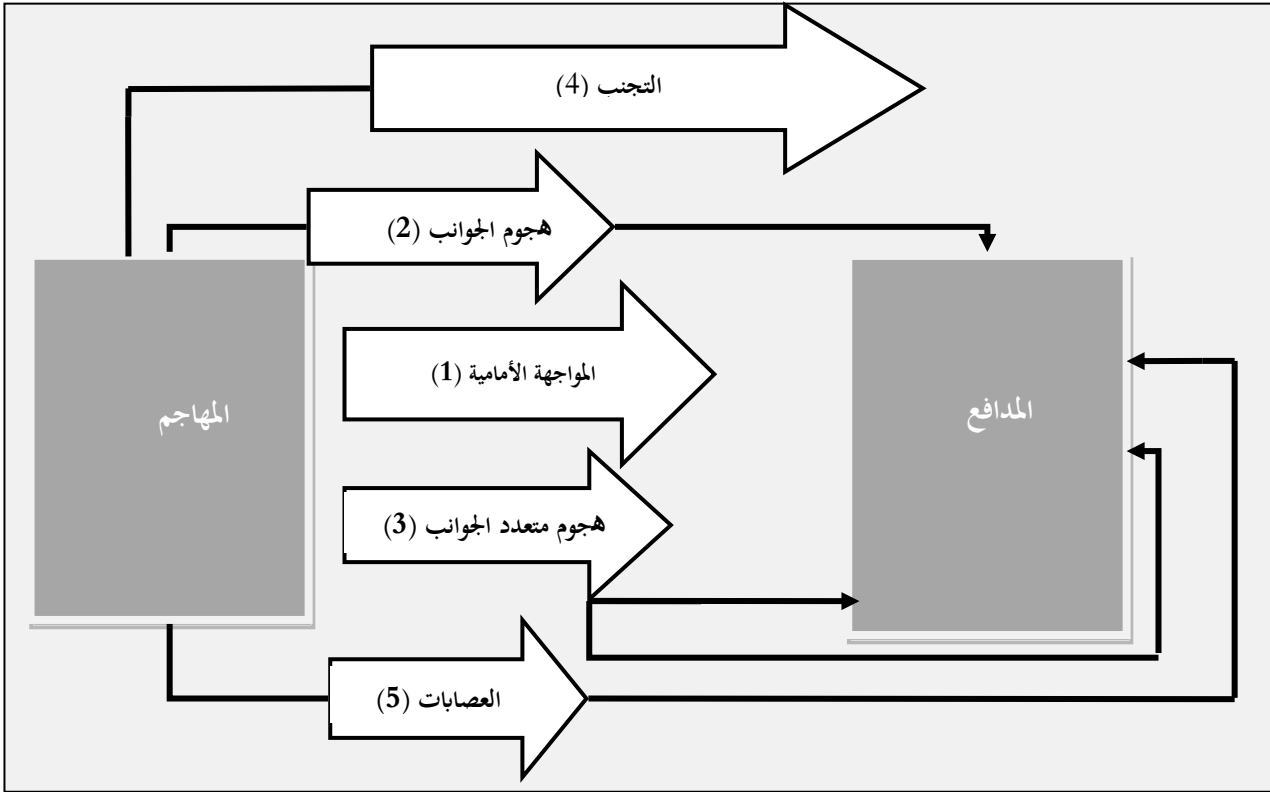 التجنب (4)
هجوم الجوانب (2)
المواجهة الأمامية (1)
المهاجم
المدافع
هجوم متعدد الجوانب (3)
العصابات (5)